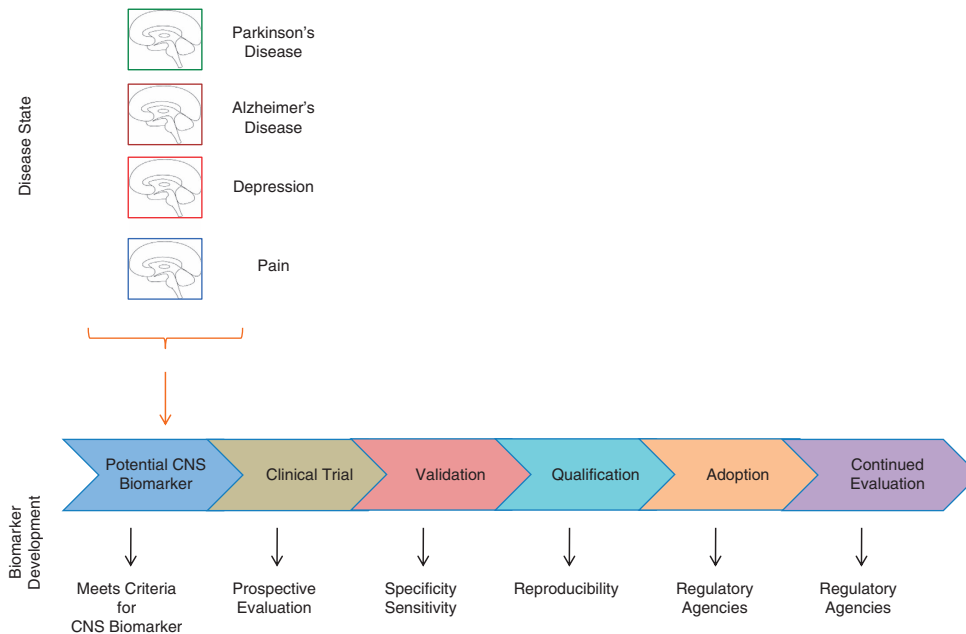 Disease State
Parkinson's
Disease
Alzheimer's
Disease
Depression
Pain
Biomarker
Development
Potential CNS
Biomarker
Clinical Trial
Validation
Qualification
Adoption
Continued
Evaluation
Meets Criteria
for
CNS Biomarker
Prospective
Evaluation
Specificity
Sensitivity
Reproducibility
Regulatory
Agencies
Regulatory
Agencies